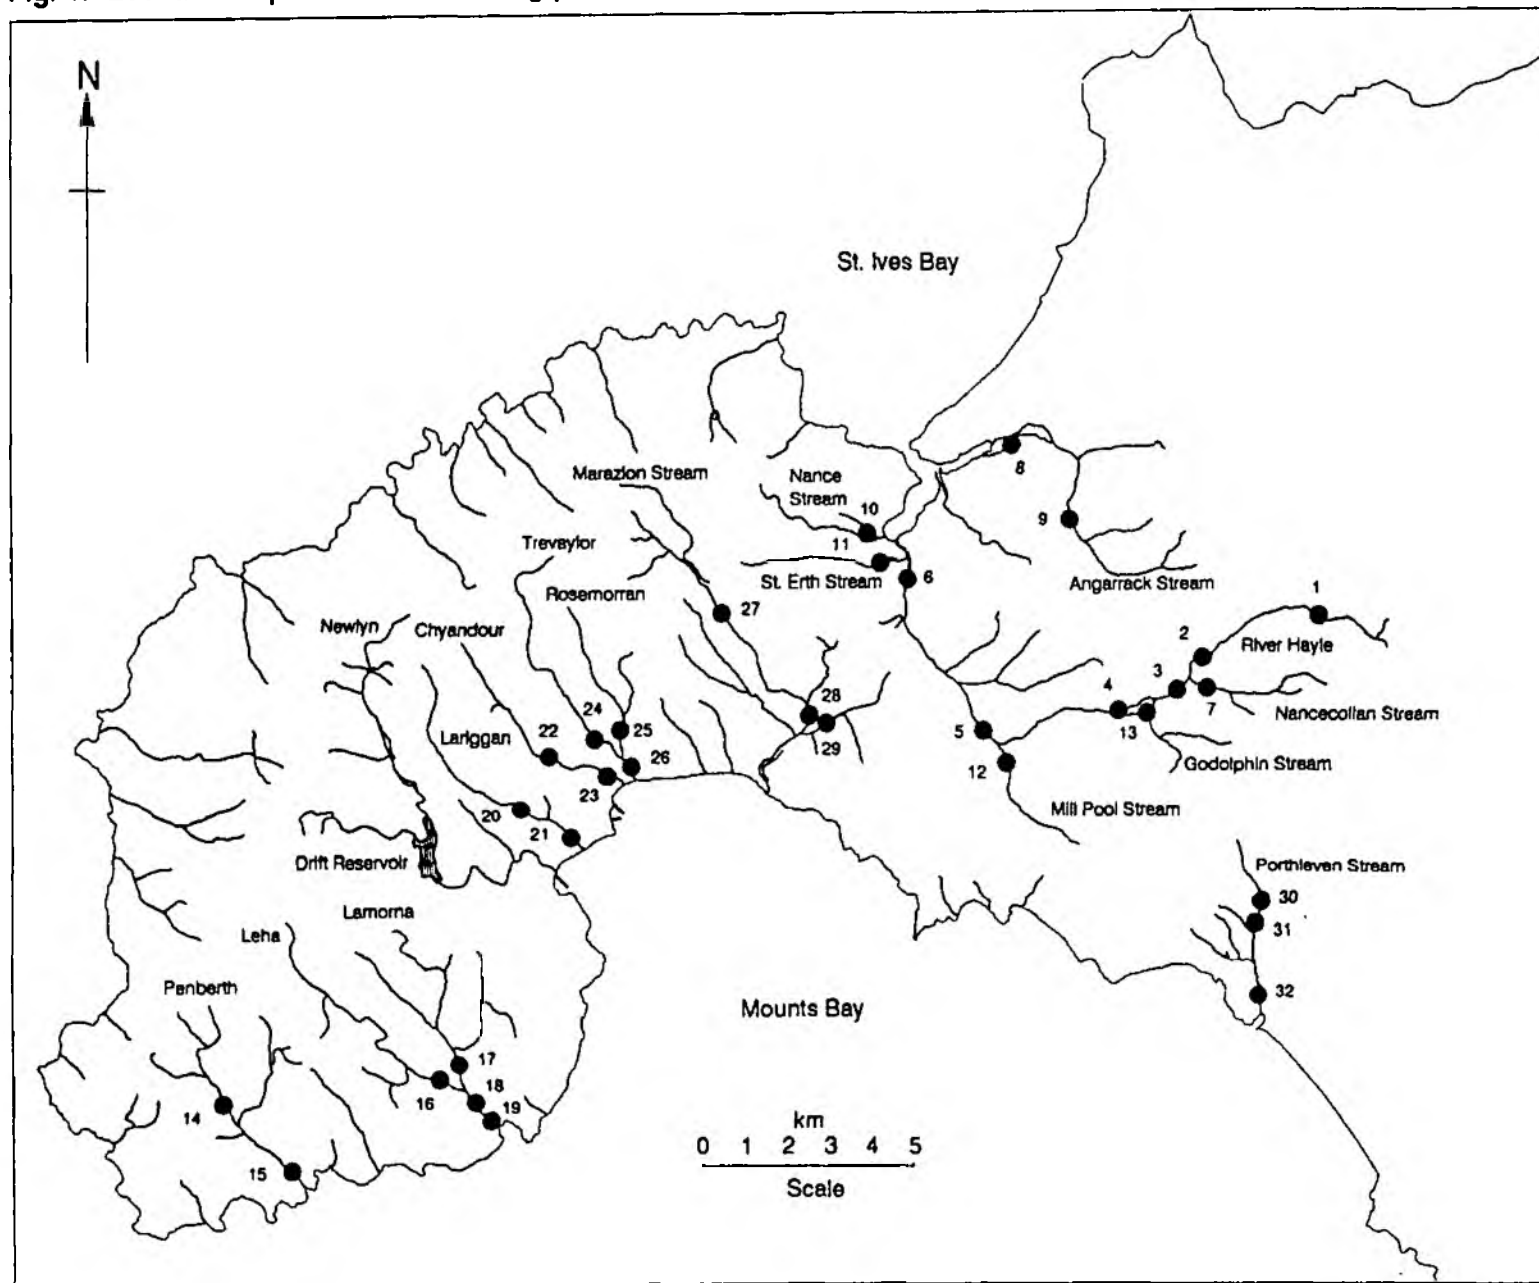 N
St. Ives Bay
Marazion Stream
Nance
Stream
10
8
9
11
Trevaylor
St. Erth Stream
6
Angarrack Stream
Rosemorran
1
27
Newlyn
Chyandour
2
River Hayle
3
4
7
28
24
25
Nancecollan Stream
Lariggan
22
5
13
29
26
Godolphin Stream
12
23
Mill Pool Stream
20
21
Drift Reservoir
Porthleven Stream
30
Lamorna
31
Leha
Penberth
32
Mounts Bay
17
18
16
14
19
km
0 1 2 3 4 5
15
Scale